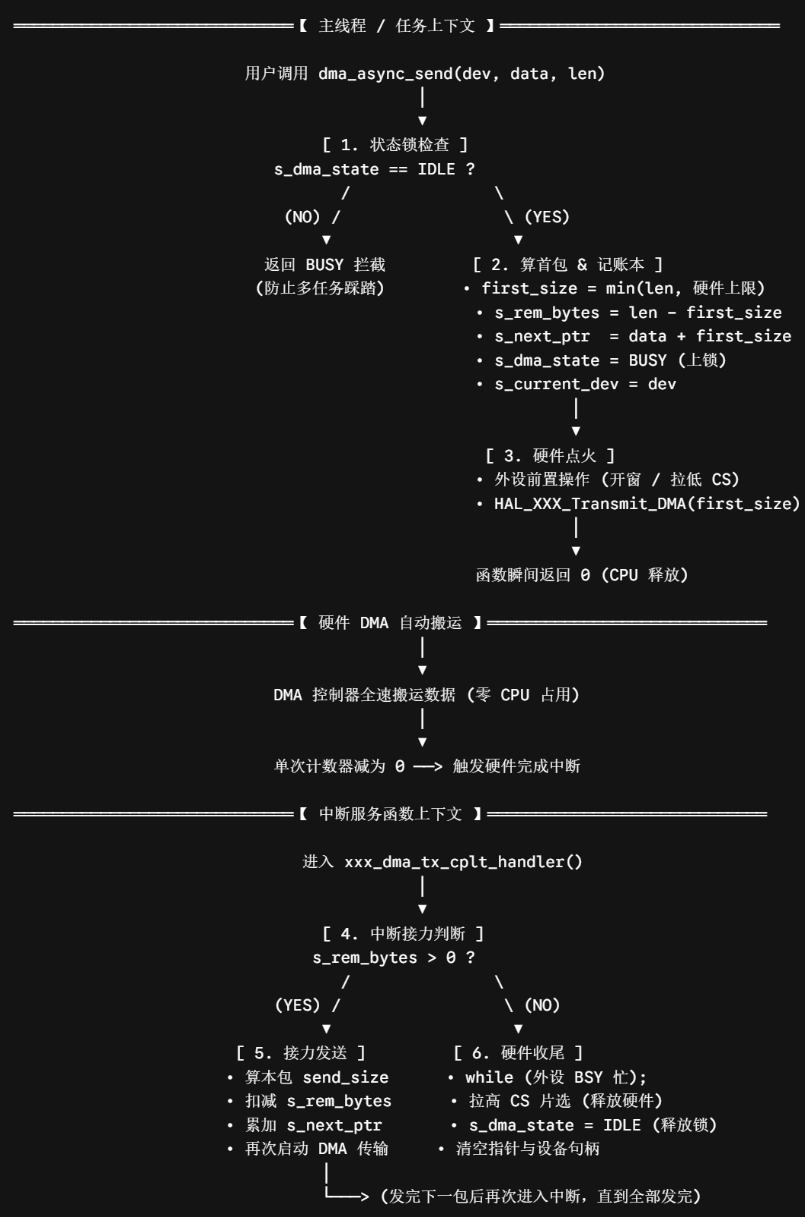 【 主线程 / 任务上下文 】
用户调用 dma_async_send(dev, data, len)
[ 1. 状态锁检查 ]
s_dma_state == IDLE ?
(NO) / \ (YES)
返回 BUSY 拦截 [ 2. 算首包 & 记账本 ]
(防止多任务踩踏) • first_size = min(len, 硬件上限)
• s_rem_bytes = len - first_size
• s_next_ptr = data + first_size
• s_dma_state = BUSY (上锁)
• s_current_dev = dev
[ 3. 硬件点火 ]
• 外设前置操作 (开窗 / 拉低 CS)
• HAL_XXX_Transmit_DMA(first_size)
函数瞬间返回 0 (CPU 释放)
【 硬件 DMA 自动搬运 】
DMA 控制器全速搬运数据 (零 CPU 占用)
单次计数器减为 0 ──> 触发硬件完成中断
【 中断服务函数上下文 】
进入 xxx_dma_tx_cplt_handler()
[ 4. 中断接力判断 ]
s_rem_bytes > 0 ?
(YES) / \ (NO)
[ 5. 接力发送 ] [ 6. 硬件收尾 ]
• 算本包 send_size • while (外设 BSY 忙);
• 扣减 s_rem_bytes • 拉高 CS 片选 (释放硬件)
• 累加 s_next_ptr • s_dma_state = IDLE (释放锁)
• 再次启动 DMA 传输 • 清空指针与设备句柄
└───> (发完下一包后再次进入中断，直到全部发完)